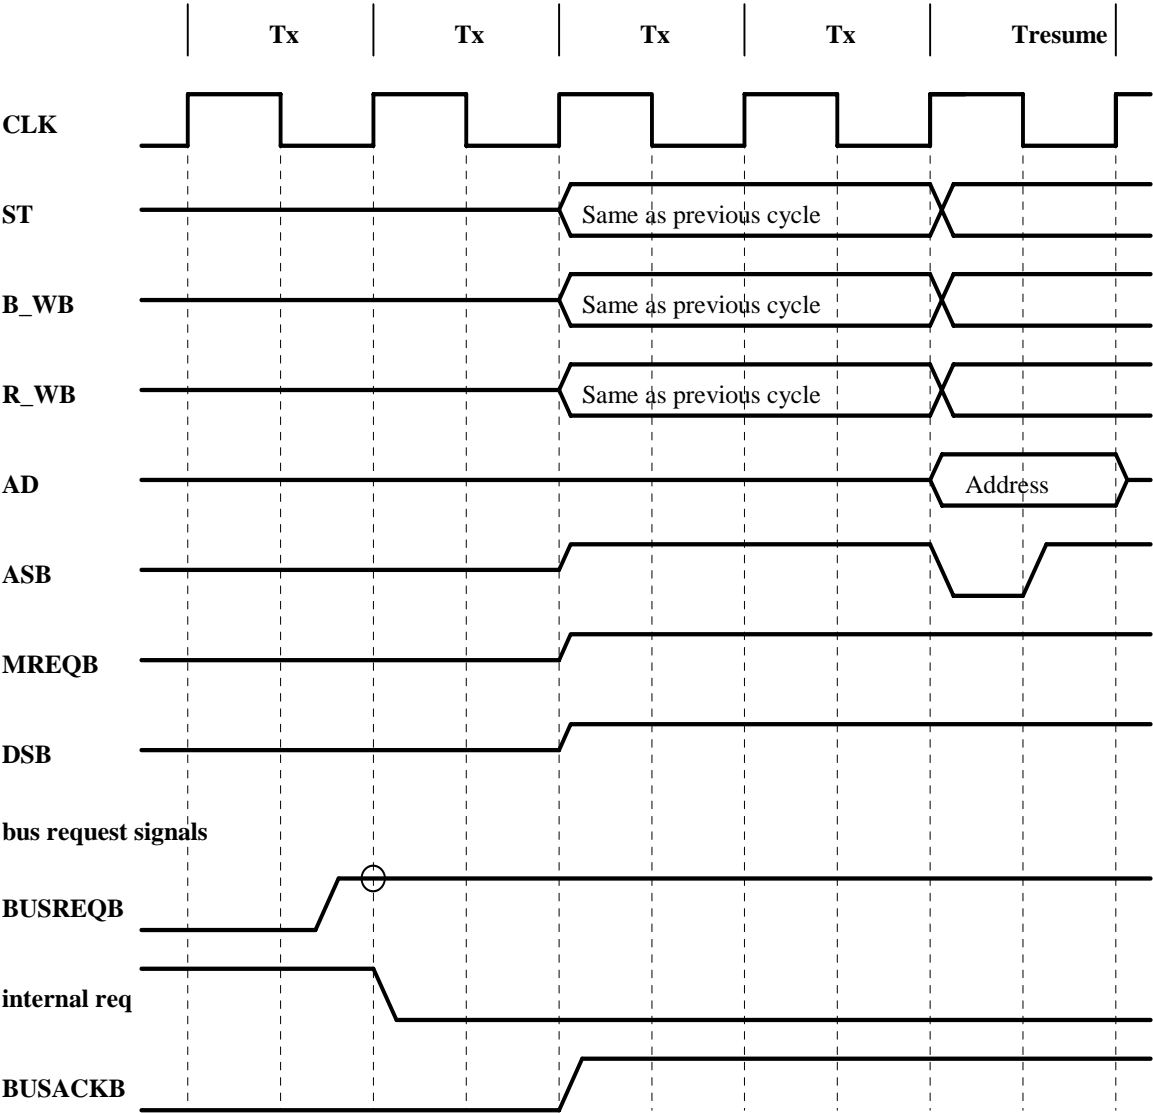 Tx Tx Tx Tx Tresume
CLK
ST Same as previous cycle
B_WB Same as previous cycle
R_WB Same as previous cycle
AD Address
ASB
MREQB
DSB
bus request signals
BUSREQB
internal req
BUSACKB